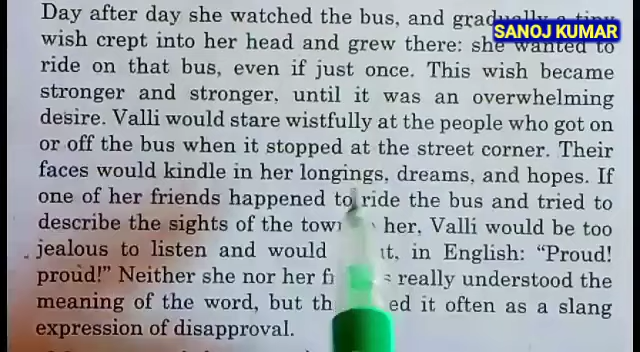 Day after day she watched the bus, and gradually a tiny
SANOJ KUMAR
wish crept into her head and grew there: she wanted to
ride on that bus, even if just once. This wish became
stronger and stronger, until it was an overwhelming
desire. Valli would stare wistfully at the people who got on
or off the bus when it stopped at the street corner. Their
faces would kindle in her longings, dreams, and hopes. If
one of her friends happened to ride the bus and tried to
describe the sights of the town her, Valli would be too
jealous to listen and would in English: “Proud!
proud!” Neither she nor her really understood the
meaning of the word, but it often as a slang
expression of disapproval.